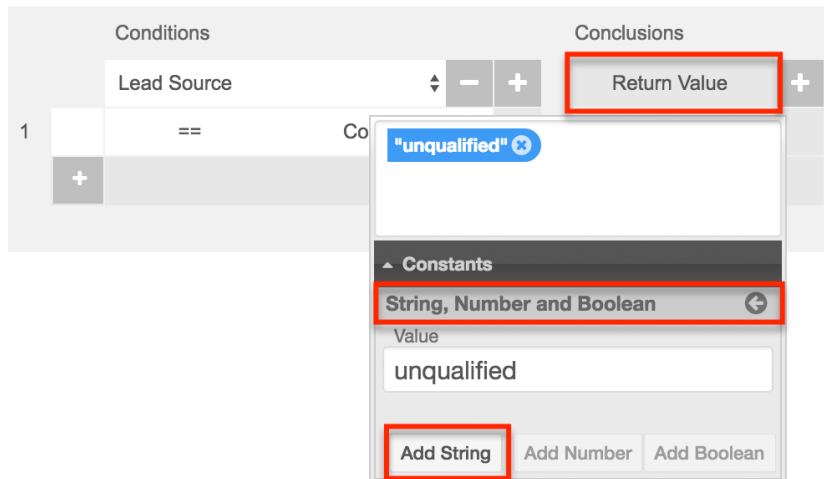 Conditions Conclusions
Lead Source Return Value
1 == Co
"unqualified"
Constants
String, Number and Boolean
Value
unqualified
Add String Add Number Add Boolean